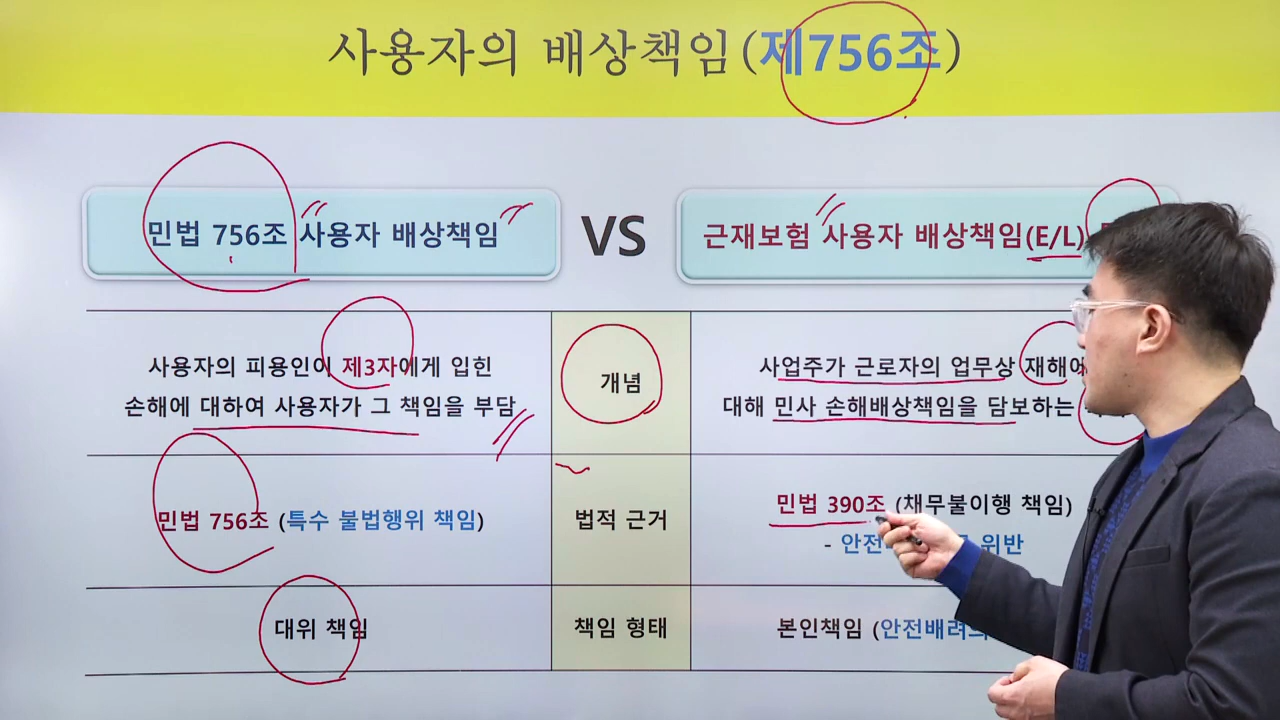 사용자의 배상책임(제756조)
민법 756조 사용자 배상책임
VS
근재보험 사용자 배상책임(E/L)
사용자의 피용인이 제3자에게 입힌
손해에 대하여 사용자가 그 책임을 부담
개념
사업주가 근로자의 업무상 재해에
대해 민사 손해배상책임을 담보하는
민법 756조 (특수 불법행위 책임)
법적 근거
민법 390조 (채무불이행 책임)
- 위반
대위 책임
책임 형태
본인책임